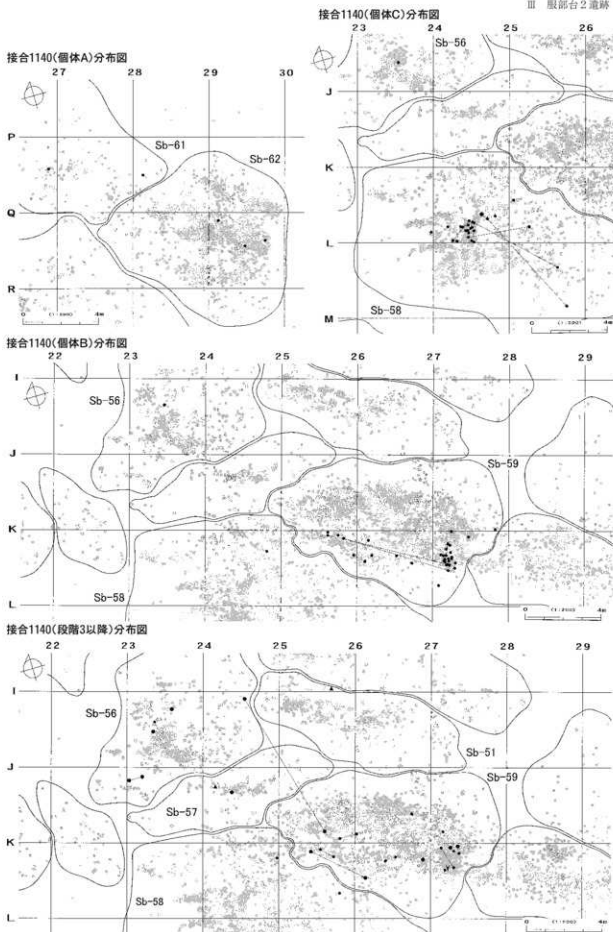 Ⅲ 服部台2遺跡
接合1140(個体A)分布図
27 28 29 30
P
Sb-61
Sb-62
Q
R
0 4m
接合1140(個体C)分布図
23 24 25 26
Sb-56
J
K
L
Sb-58
M
0 4m
接合1140(個体B)分布図
22 23 24 25 26 27 28 29
I
Sb-56
J
Sb-59
K
Sb-58
L
0 4m
接合1140(段階3以降)分布図
22 23 24 25 26 27 28 29
I
Sb-56
Sb-51
J
Sb-59
Sb-57
K
Sb-58
L
0 4m